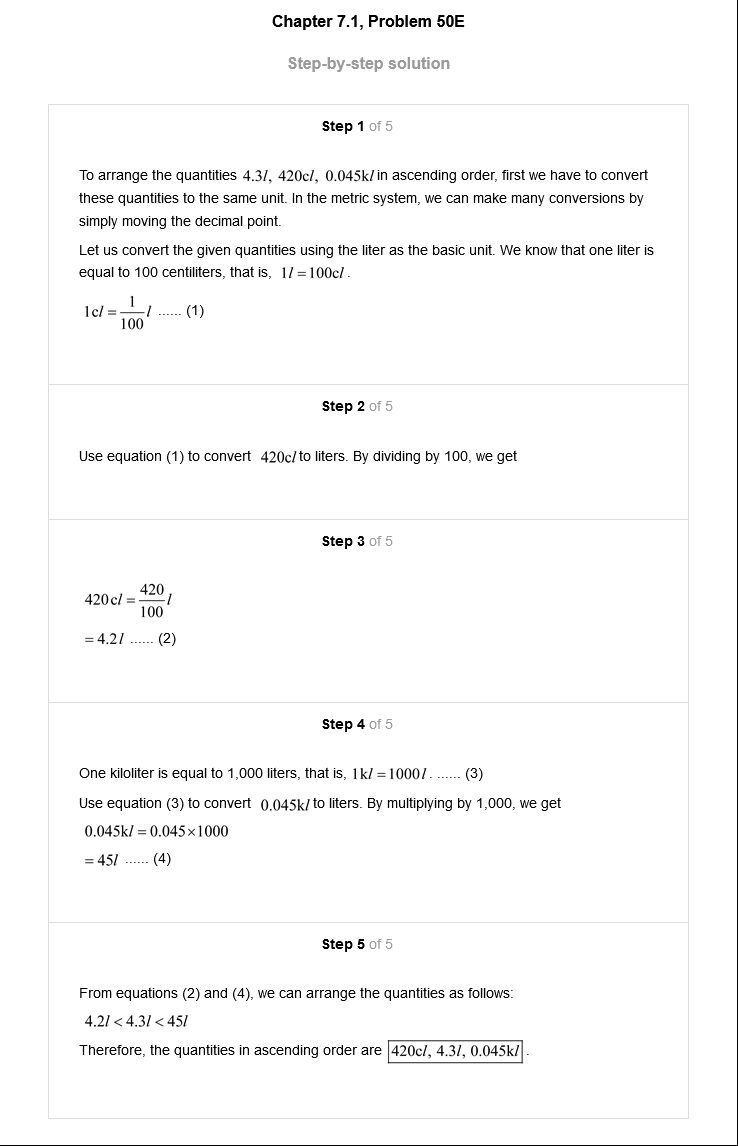 Chapter 7.1, Problem 50E
Step-by-step solution
Step 1 of 5
To arrange the quantities 4.3l, 420cl, 0.045kl in ascending order, first we have to convert
these quantities to the same unit. In the metric system, we can make many conversions by
simply moving the decimal point.
Let us convert the given quantities using the liter as the basic unit. We know that one liter is
equal to 100 centiliters, that is, 1l = 100cl.
1cl = 1/100 l ...... (1)
Step 2 of 5
Use equation (1) to convert 420cl to liters. By dividing by 100, we get
Step 3 of 5
420cl = 420/100 l
= 4.2l ...... (2)
Step 4 of 5
One kiloliter is equal to 1,000 liters, that is, 1kl = 1000l. ...... (3)
Use equation (3) to convert 0.045kl to liters. By multiplying by 1,000, we get
0.045kl = 0.045×1000
= 45l ...... (4)
Step 5 of 5
From equations (2) and (4), we can arrange the quantities as follows:
4.2l < 4.3l < 45l
Therefore, the quantities in ascending order are 420cl, 4.3l, 0.045kl.